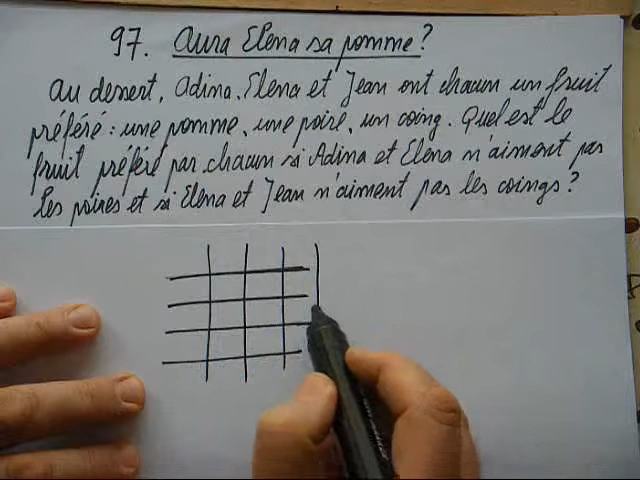 97. Aura Elena sa pomme?
Au dessert, Adina, Elena et Jean ont chacun un fruit
préféré : une pomme, une poire, un coing. Quel est le
fruit préféré par chacun si Adina et Elena n'aiment pas
les poires et si Elena et Jean n'aiment pas les coings?